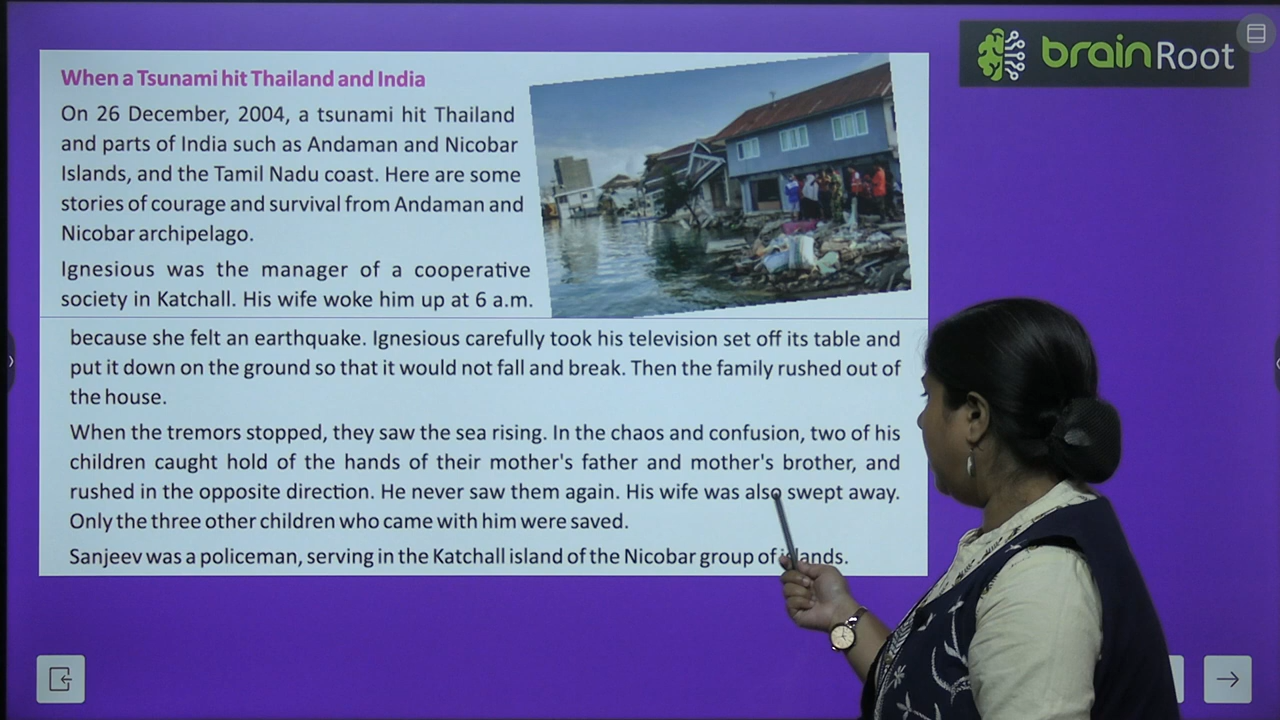 brainRoot
When a Tsunami hit Thailand and India
On 26 December, 2004, a tsunami hit Thailand
and parts of India such as Andaman and Nicobar
Islands, and the Tamil Nadu coast. Here are some
stories of courage and survival from Andaman and
Nicobar archipelago.
Ignesious was the manager of a cooperative
society in Katchall. His wife woke him up at 6 a.m.
because she felt an earthquake. Ignesious carefully took his television set off its table and
put it down on the ground so that it would not fall and break. Then the family rushed out of
the house.
When the tremors stopped, they saw the sea rising. In the chaos and confusion, two of his
children caught hold of the hands of their mother's father and mother's brother, and
rushed in the opposite direction. He never saw them again. His wife was also swept away.
Only the three other children who came with him were saved.
Sanjeev was a policeman, serving in the Katchall island of the Nicobar group of islands.